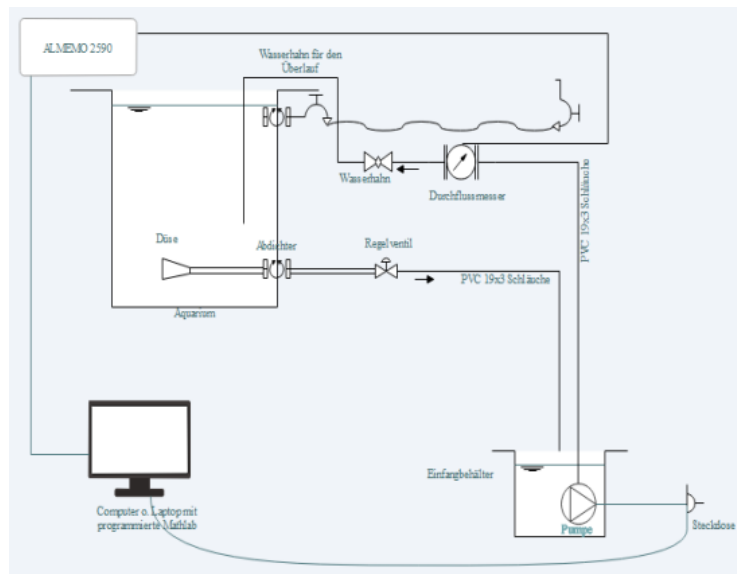 ALMEMO 2590
Wasserhahn für den
Überlauf
Wasserhahn
Durchflussmesser
PVC 19x3 Schläuche
Düse
Abdichter
Regelventil
PVC 19x3 Schläuche
Aquarium
Einfangbehälter
Computer o. Laptop mit
programmierte Mathlab
Pumpe
Steckdose